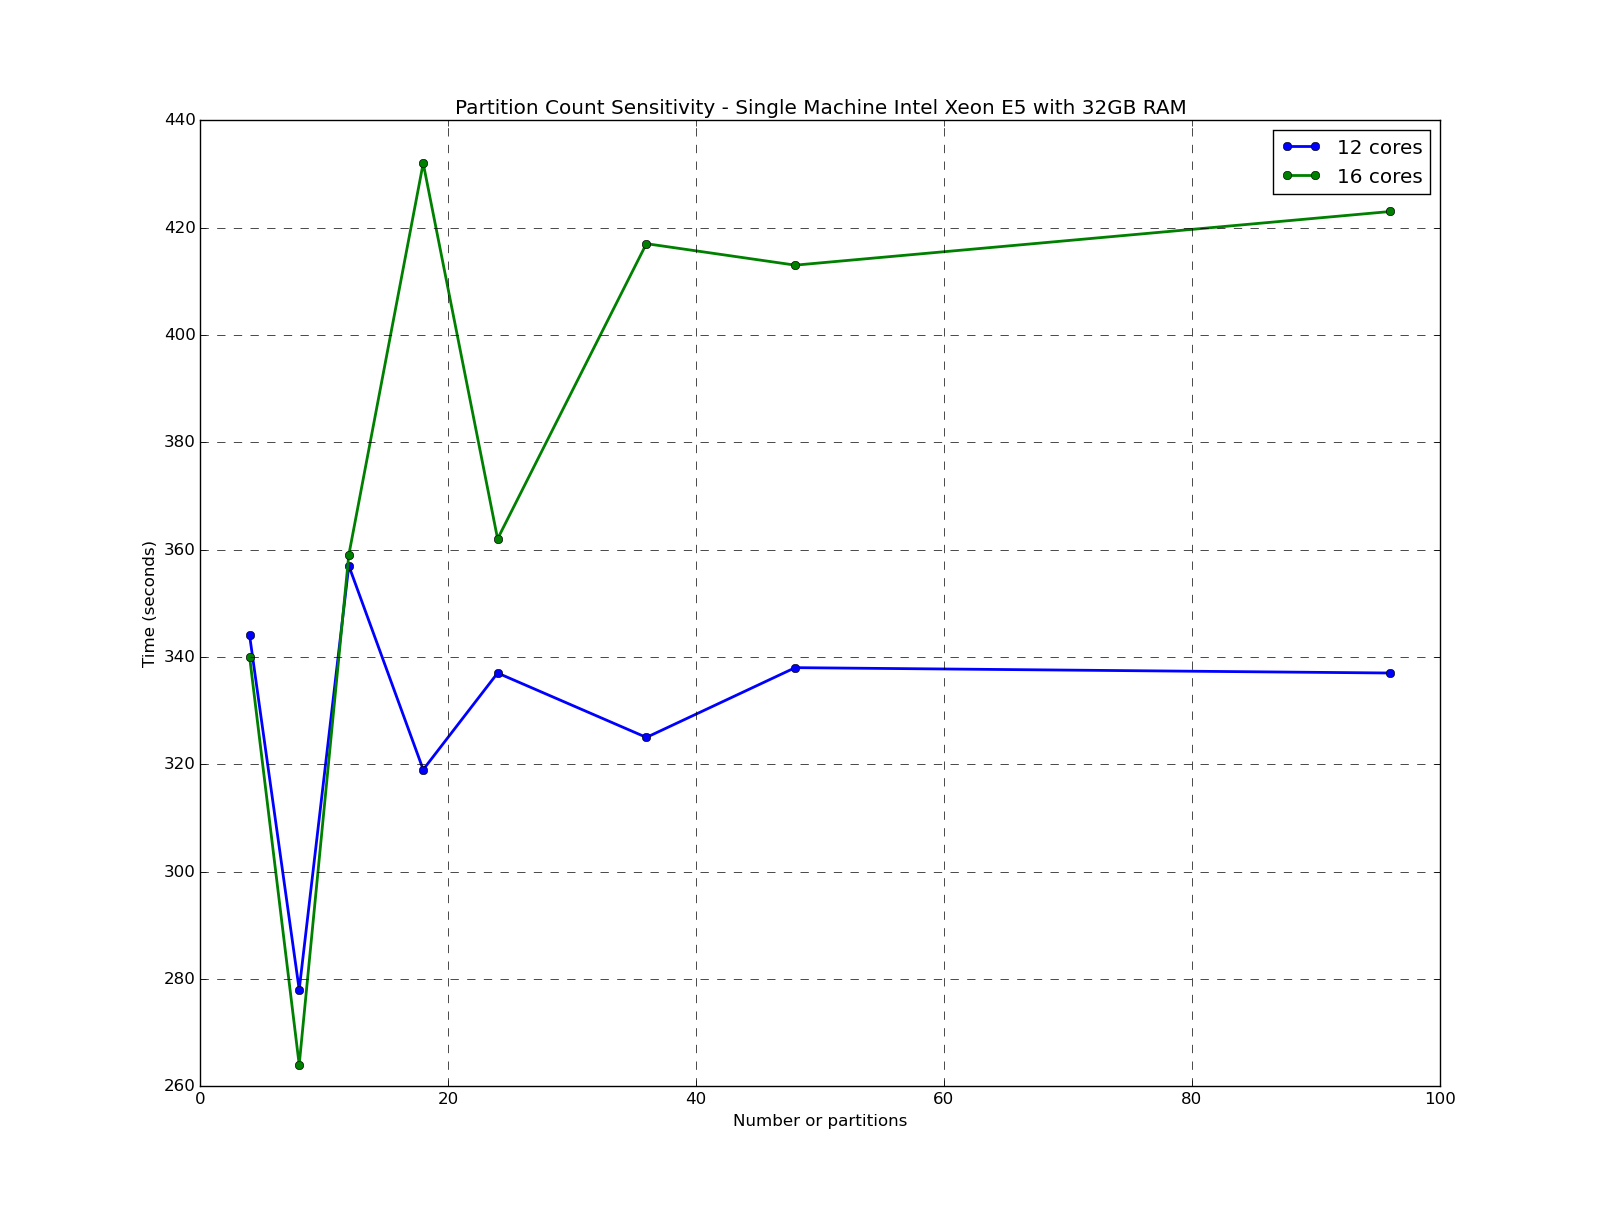 Partition Count Sensitivity - Single Machine Intel Xeon E5 with 32GB RAM
12 cores
16 cores
440
420
400
380
360
340
320
300
280
260
Time (seconds)
0 20 40 60 80 100
Number or partitions